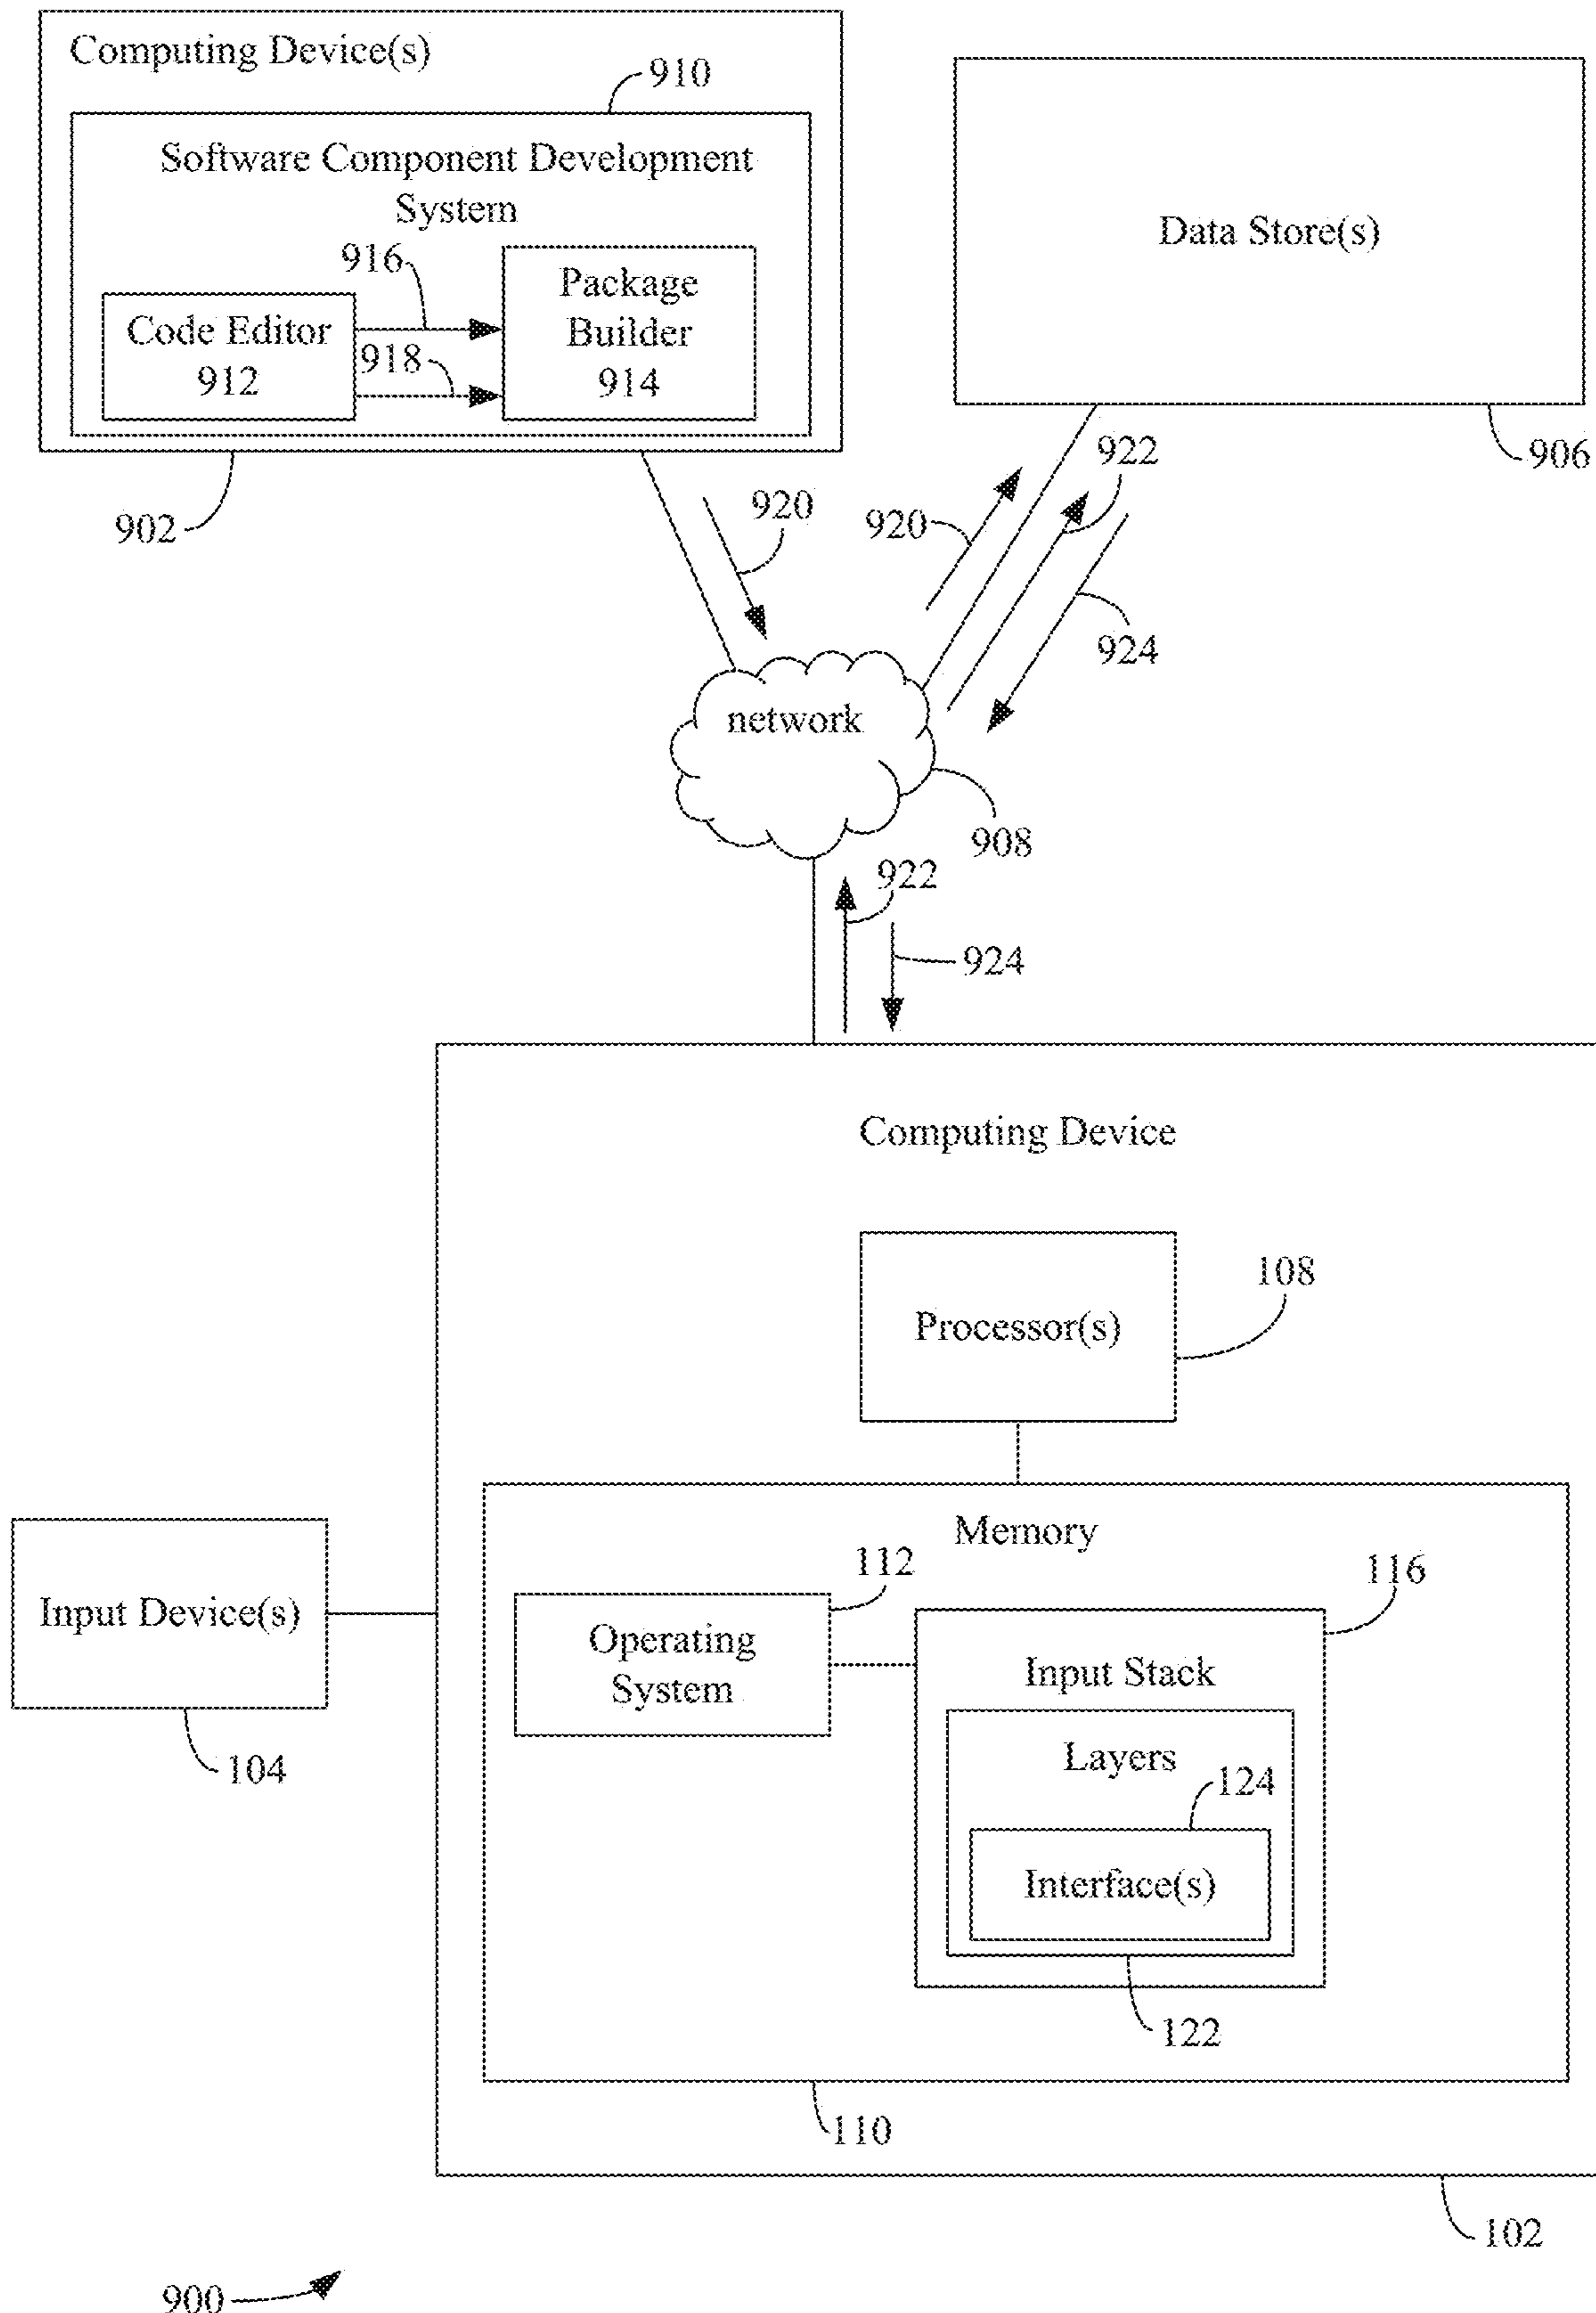 Computing Device(s)
910
Software Component Development
System
916
Code Editor
912
918
Package
Builder
914
902
Data Store(s)
906
920
920
922
924
network
908
922
924
Computing Device
Processor(s)
108
Memory
Input Device(s)
104
112
Operating
System
116
Input Stack
Layers
124
Interface(s)
122
110
102
900